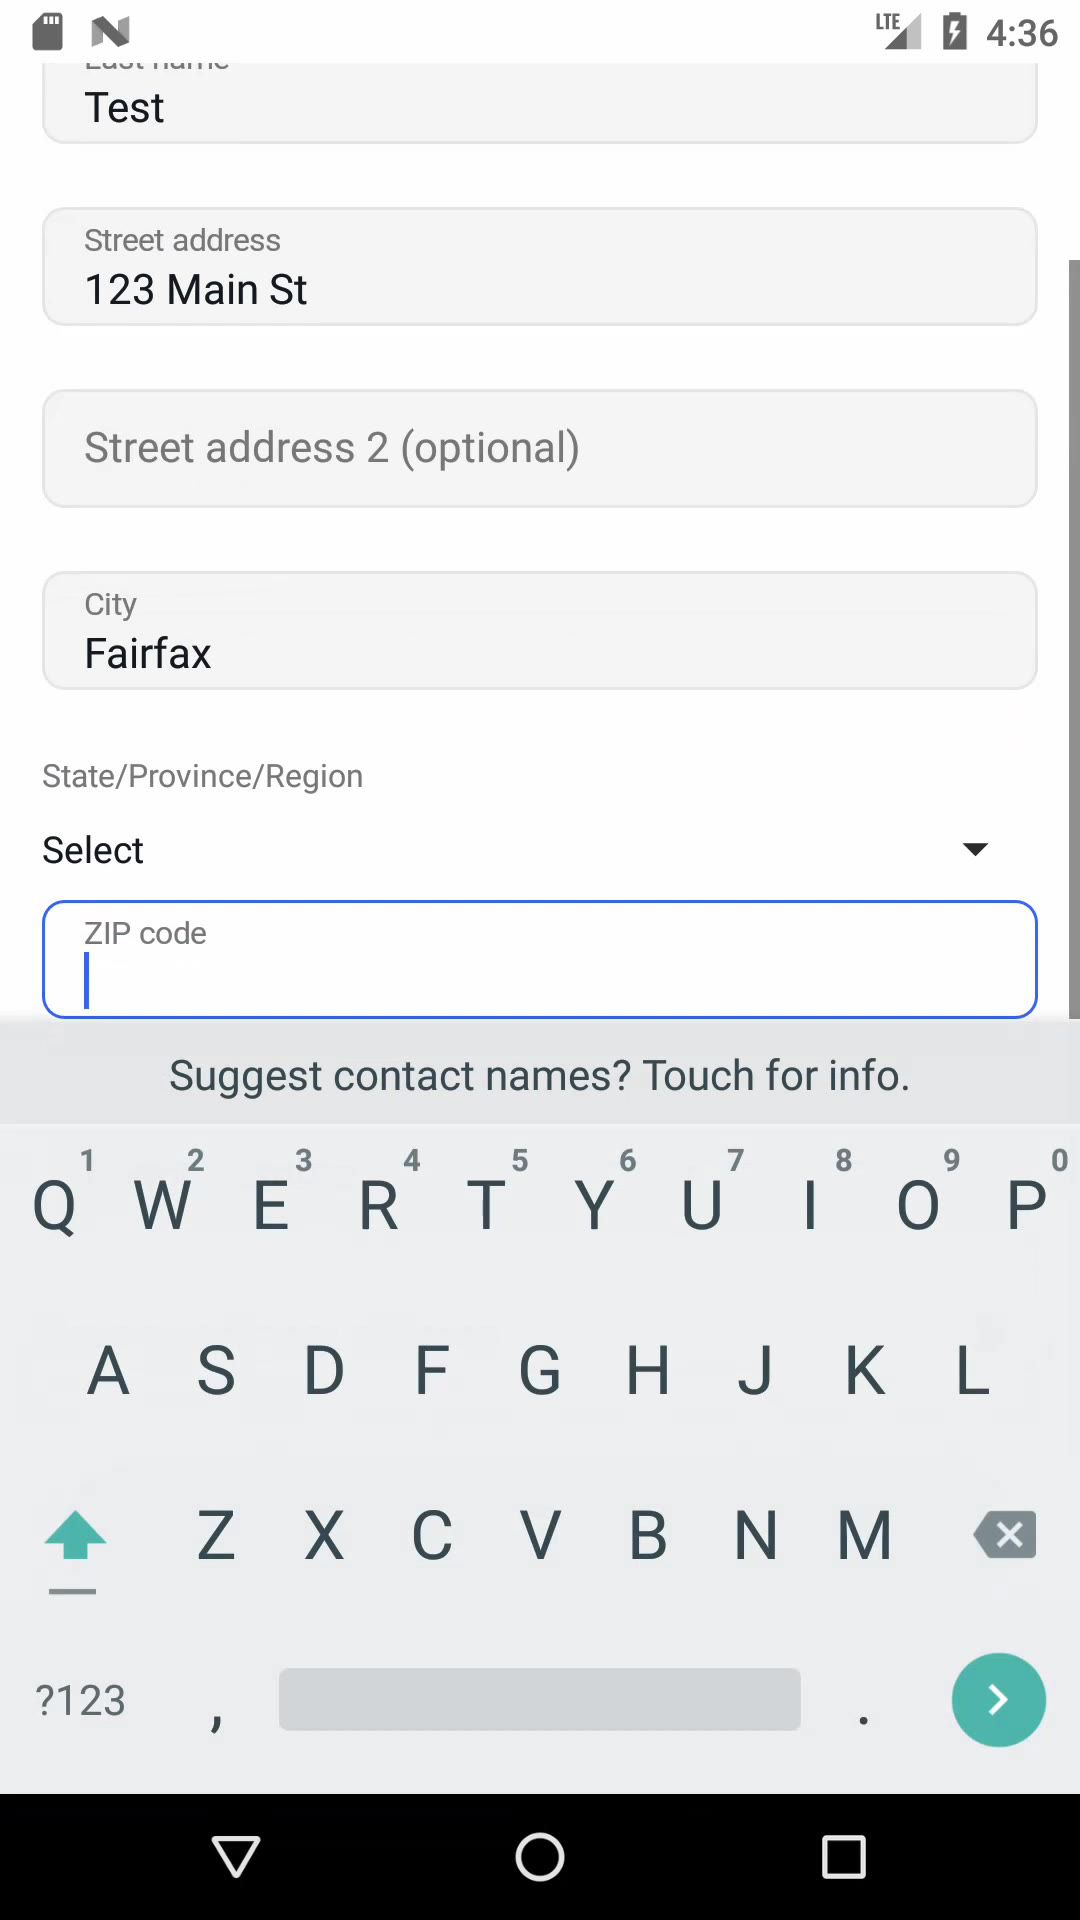 LTE 4:36
Last name
Test
Street address
123 Main St
Street address 2 (optional)
City
Fairfax
State/Province/Region
Select
ZIP code
Suggest contact names? Touch for info.
1 2 3 4 5 6 7 8 9 0
Q W E R T Y U I O P
A S D F G H J K L
Z X C V B N M
?123 , .